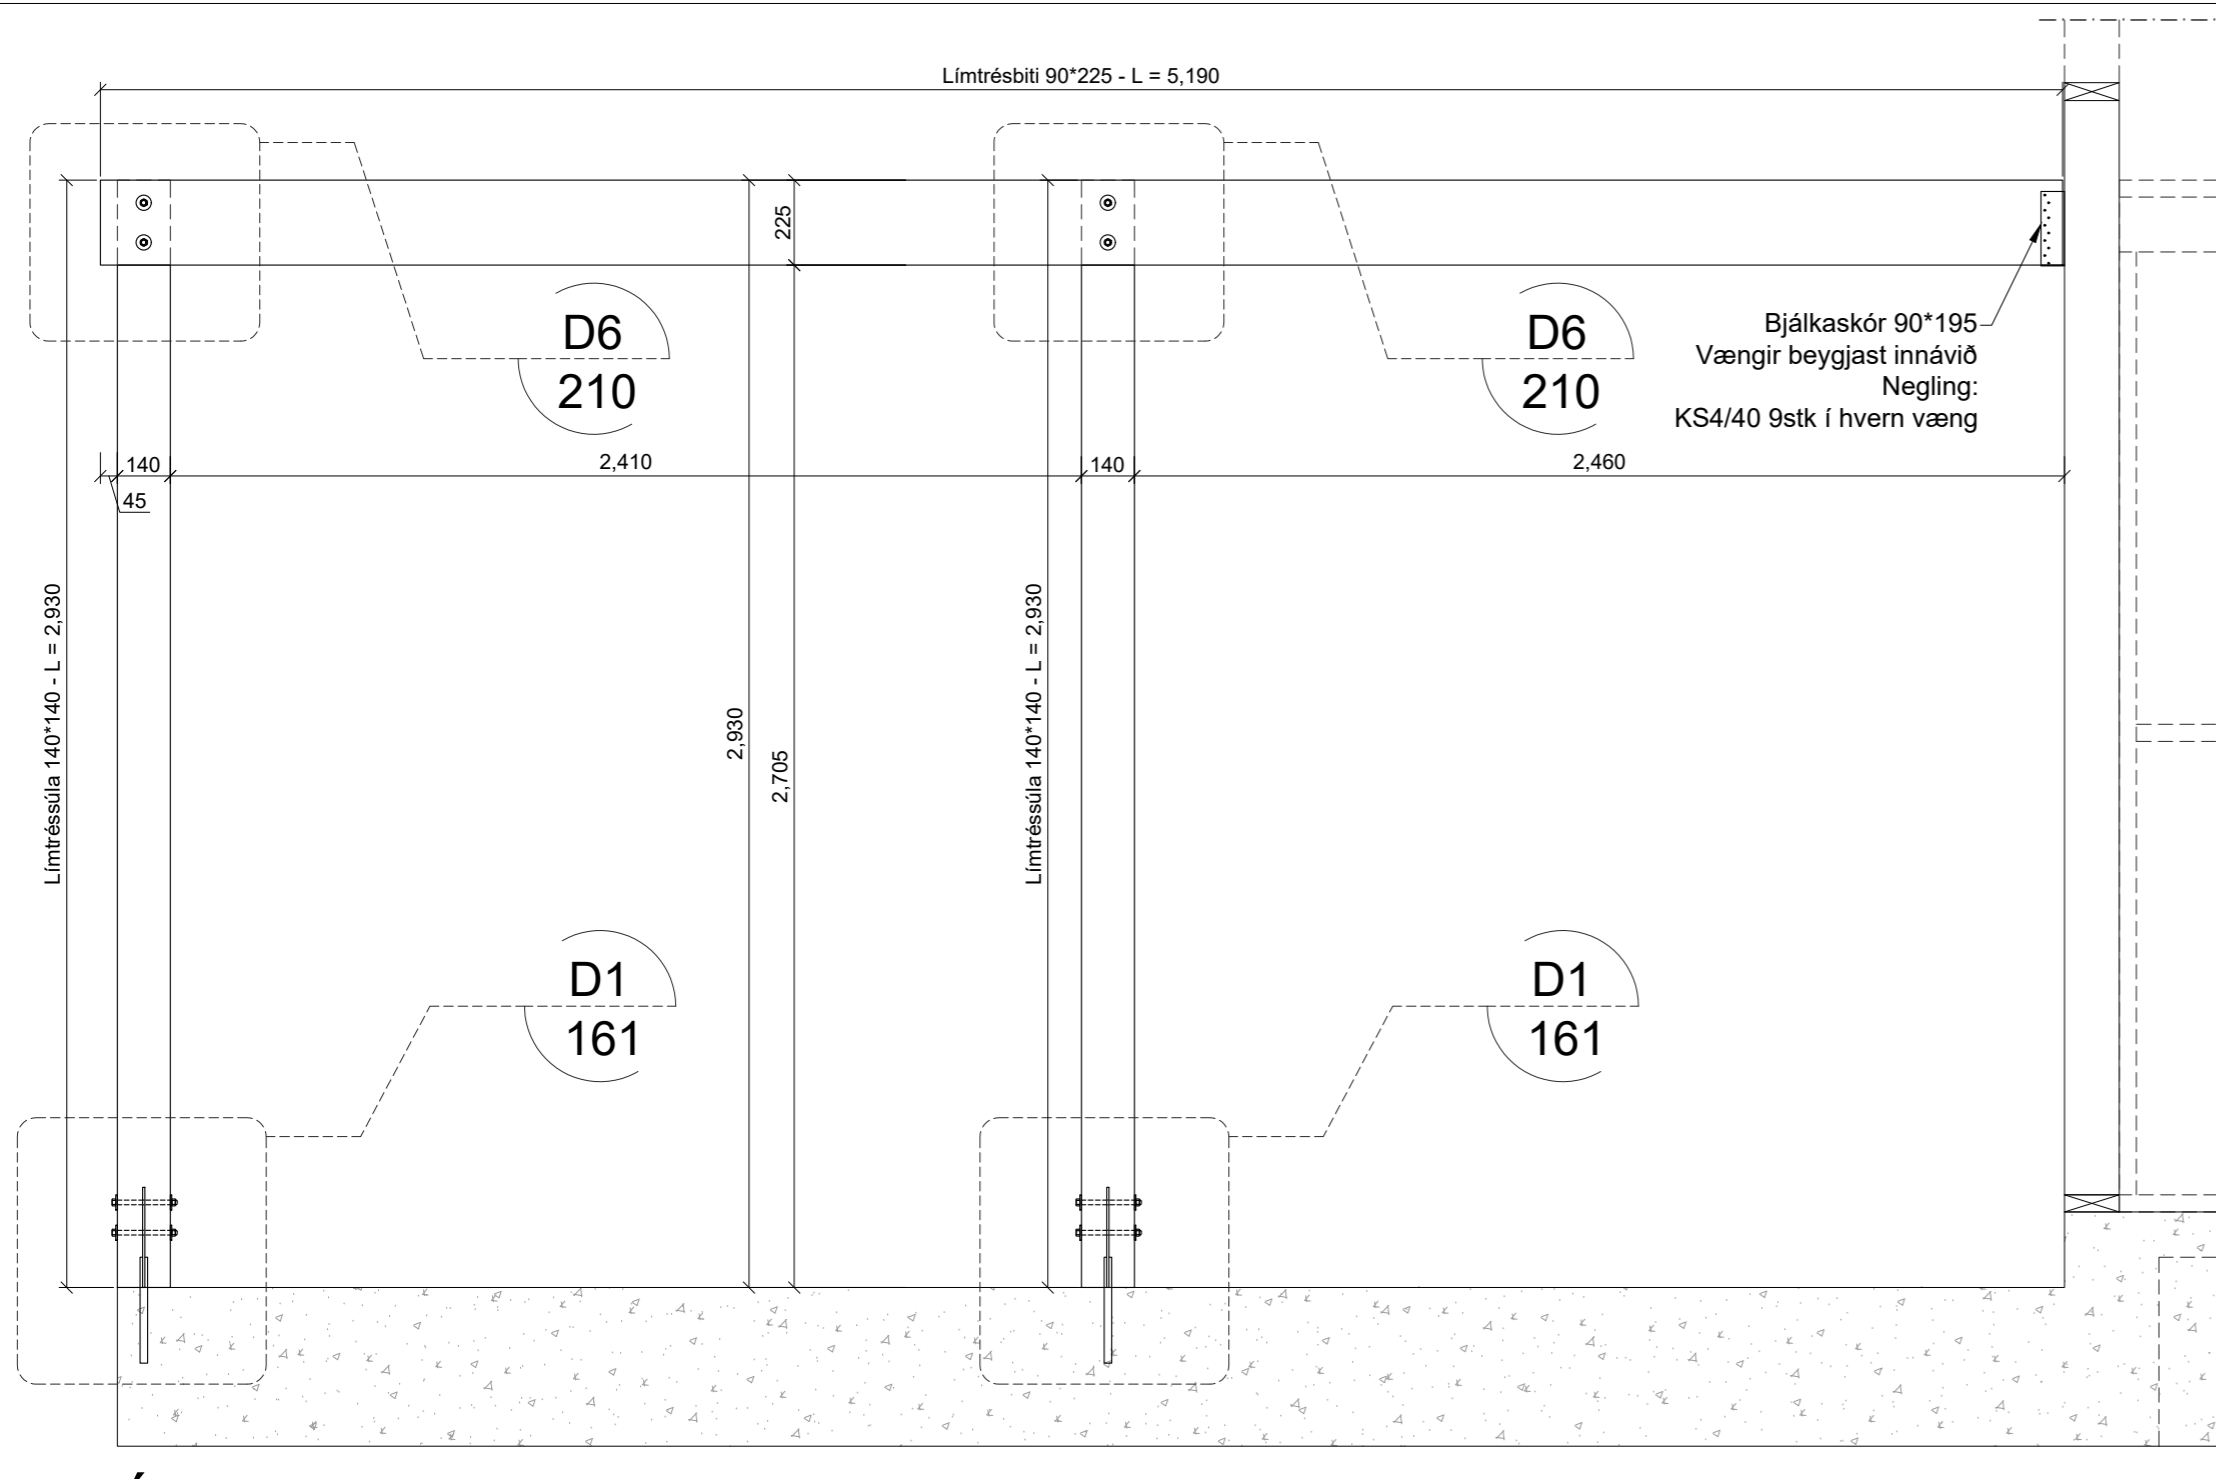 Límtrésbiti 90*225 - L = 5,190
225
D6
210
D6
210
Bjálkaskór 90*195
Vængir beygjast innávið
Negling:
KS4/40 9stk í hvern væng
140
2,410
140
2,460
45
Límtréssúla 140*140 - L = 2,930
2,930
2,705
Límtréssúla 140*140 - L = 2,930
D1
161
D1
161